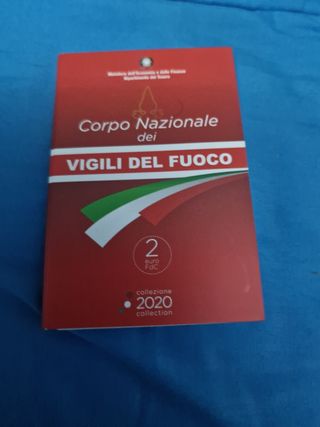 Ministero dell'Economia e delle Finanze
Dipartimento del Tesoro
Corpo Nazionale
dei
VIGILI DEL FUOCO
2
euro
FdC
collezione
2020
collection